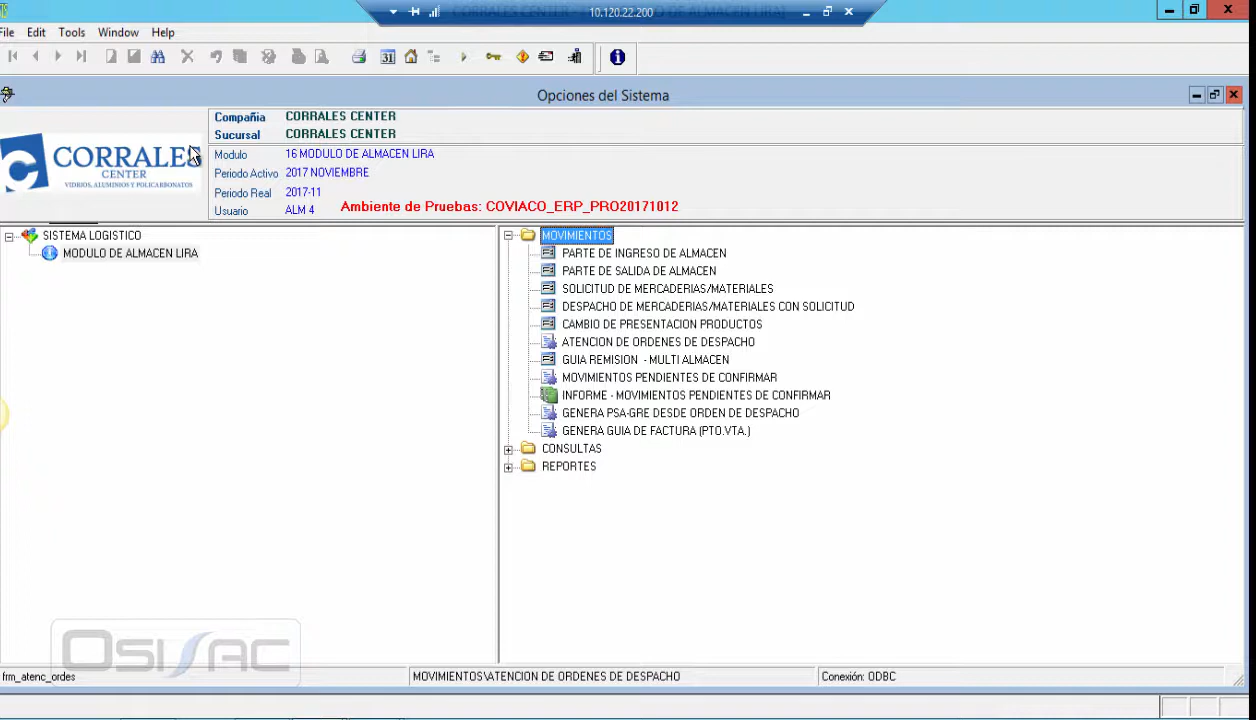 10.120.22.200
File Edit Tools Window Help
31
Opciones del Sistema
CORRALES
CENTER
VIDRIOS, ALUMINIOS Y POLICARBONATOS
Compañia CORRALES CENTER
Sucursal CORRALES CENTER
Modulo 16 MODULO DE ALMACEN LIRA
Periodo Activo 2017 NOVIEMBRE
Periodo Real 2017-11
Usuario ALM 4 Ambiente de Pruebas: COVIACO_ERP_PRO20171012
SISTEMA LOGISTICO
MODULO DE ALMACEN LIRA
MOVIMIENTOS
PARTE DE INGRESO DE ALMACEN
PARTE DE SALIDA DE ALMACEN
SOLICITUD DE MERCADERIAS/MATERIALES
DESPACHO DE MERCADERIAS/MATERIALES CON SOLICITUD
CAMBIO DE PRESENTACION PRODUCTOS
ATENCION DE ORDENES DE DESPACHO
GUIA REMISION - MULTI ALMACEN
MOVIMIENTOS PENDIENTES DE CONFIRMAR
INFORME - MOVIMIENTOS PENDIENTES DE CONFIRMAR
GENERA PSA-GRE DESDE ORDEN DE DESPACHO
GENERA GUIA DE FACTURA (PTO.VTA.)
CONSULTAS
REPORTES
OSISAC
frm_atenc_ordes MOVIMIENTOS\ATENCION DE ORDENES DE DESPACHO Conexión: ODBC